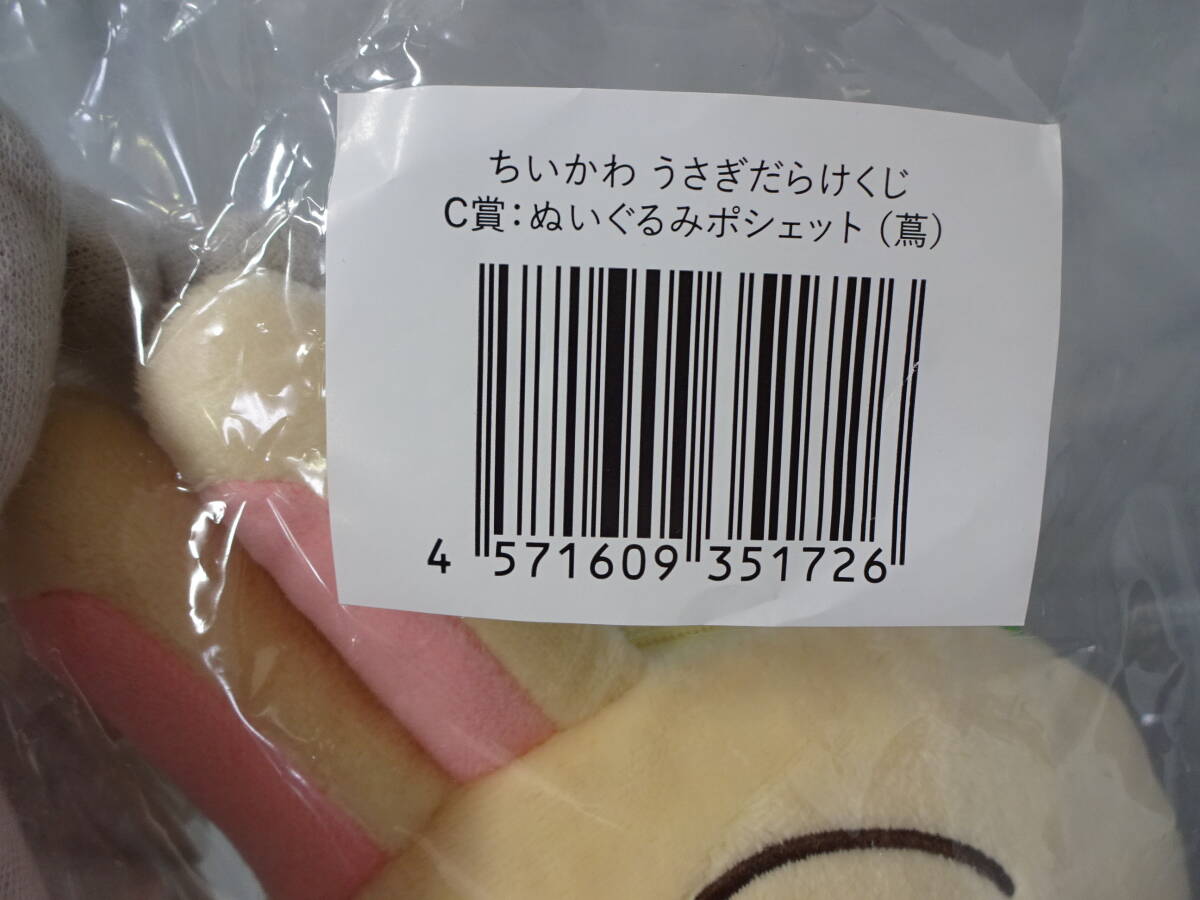 ちいかわ うさぎだらけくじ
C賞：ぬいぐるみポシェット（蔦）
4 571609 351726